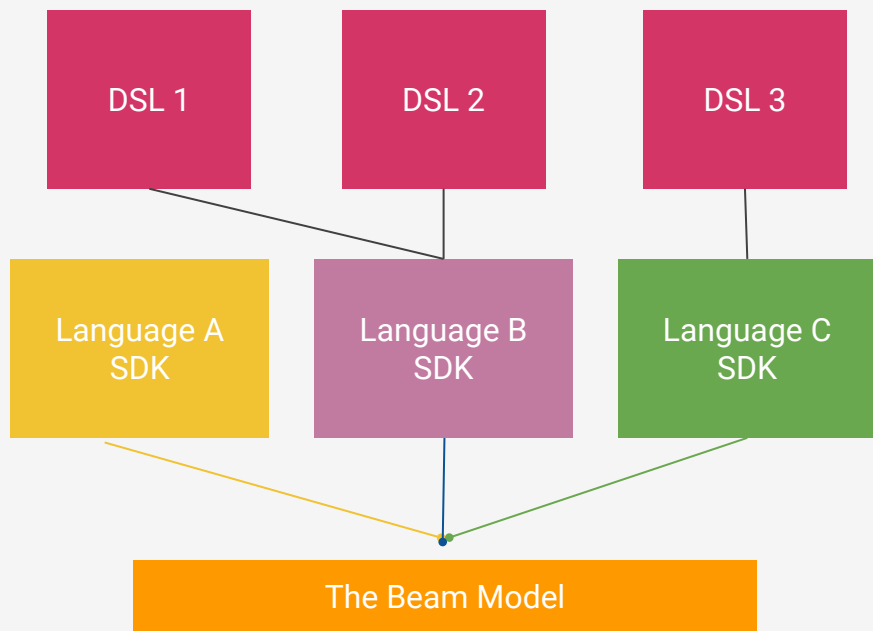 DSL 1
DSL 2
DSL 3
Language A
SDK
Language B
SDK
Language C
SDK
The Beam Model